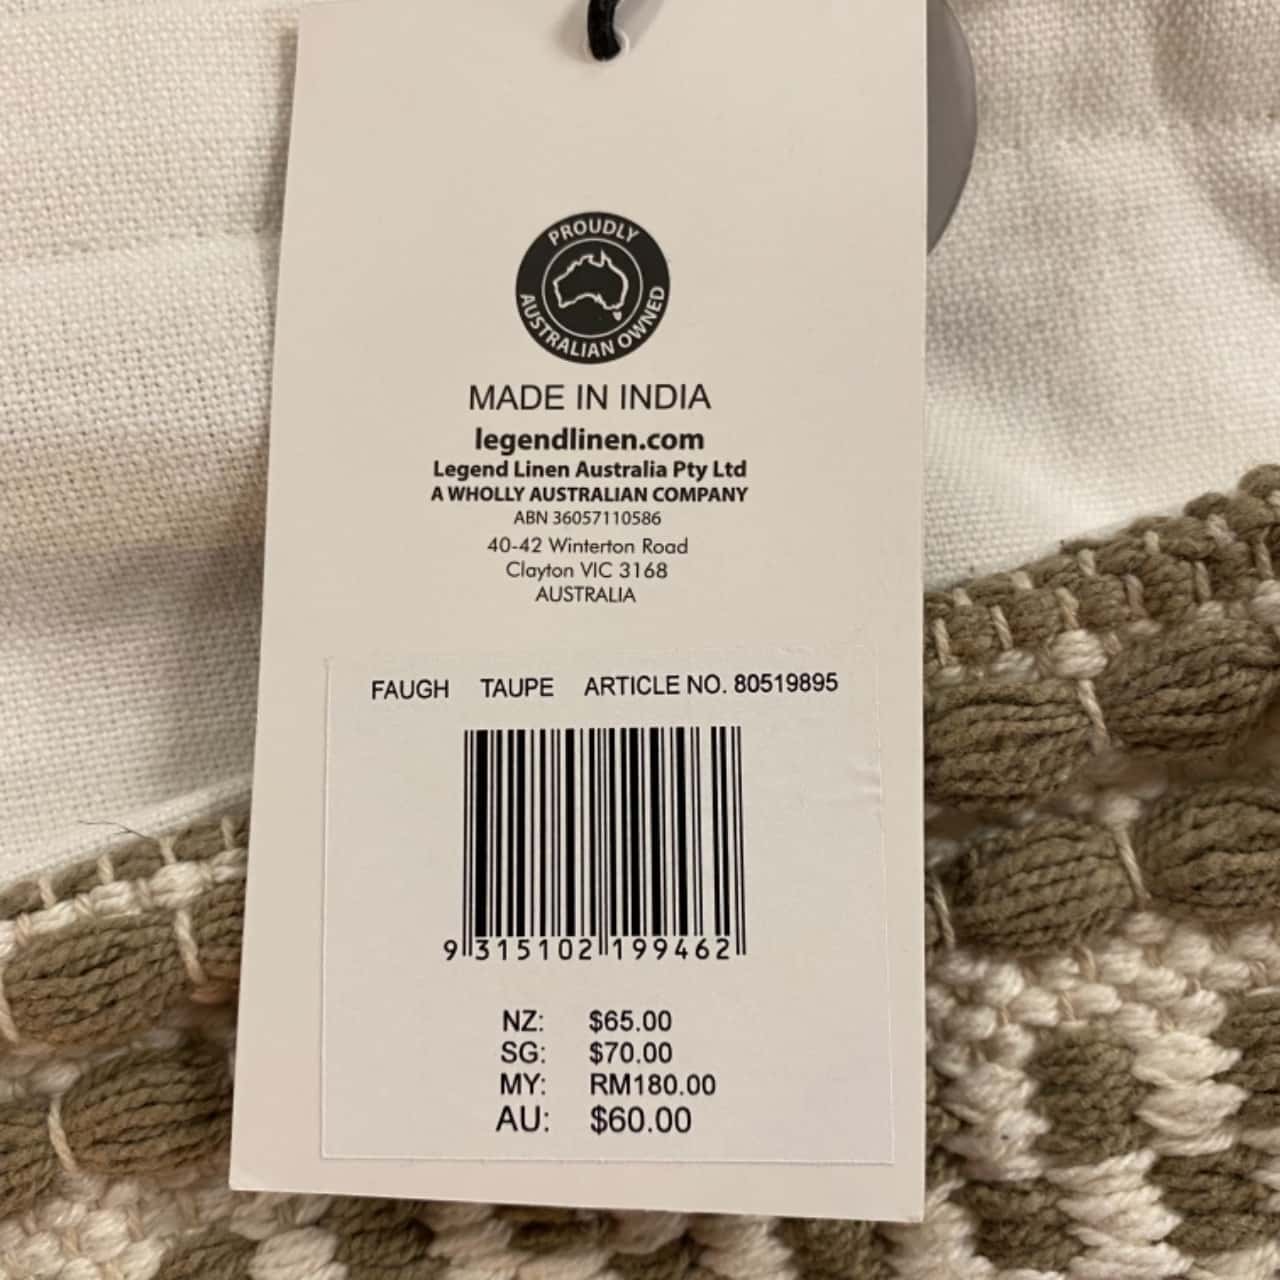 PROUDLY
AUSTRALIAN OWNED
MADE IN INDIA
legendlinen.com
Legend Linen Australia Pty Ltd
A WHOLLY AUSTRALIAN COMPANY
ABN 36057110586
40-42 Winterton Road
Clayton VIC 3168
AUSTRALIA
FAUGH TAUPE ARTICLE NO. 80519895
9 315102 199462
NZ: $65.00
SG: $70.00
MY: RM180.00
AU: $60.00